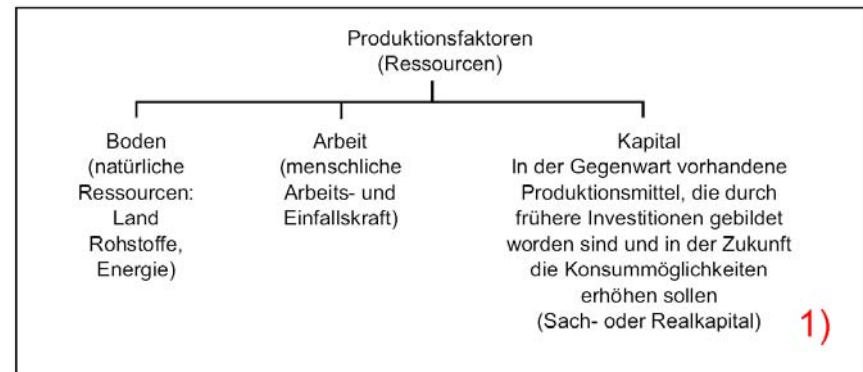 Produktionsfaktoren
(Ressourcen)
Boden
(natürliche
Ressourcen:
Land
Rohstoffe,
Energie)
Arbeit
(menschliche
Arbeits- und
Einfallskraft)
Kapital
In der Gegenwart vorhandene
Produktionsmittel, die durch
frühere Investitionen gebildet
worden sind und in der Zukunft
die Konsummöglichkeiten
erhöhen sollen
(Sach- oder Realkapital)
1)